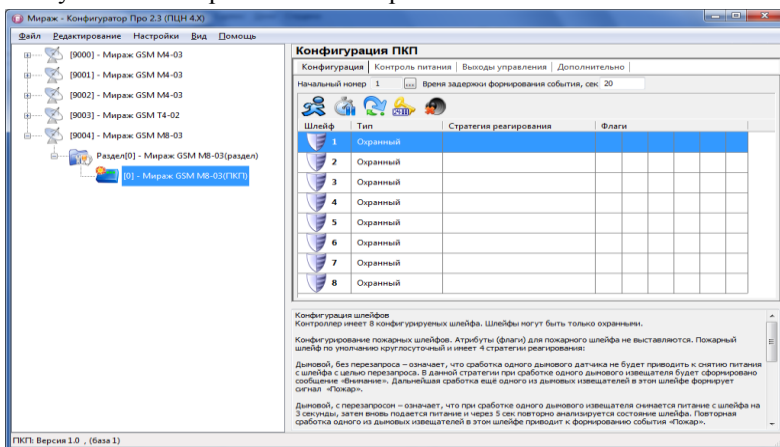 Мираж - Конфигуратор Про 2.3 (ПЦН 4.X)
Файл Редактирование Настройки Вид Помощь
[9000] - Мираж GSM M4-03
[9001] - Мираж GSM M4-03
[9002] - Мираж GSM M4-03
[9003] - Мираж GSM T4-02
[9004] - Мираж GSM M8-03
Раздел[0] - Мираж GSM M8-03(раздел)
[0] - Мираж GSM M8-03(ПКП)
Конфигурация ПКП
Конфигурация Контроль питания Выходы управления Дополнительно
Начальный номер 1 ... Время задержки формирования события, сек 20
Шлейф Тип Стратегия реагирования Флаги
1 Охранный
2 Охранный
3 Охранный
4 Охранный
5 Охранный
6 Охранный
7 Охранный
8 Охранный
Конфигурация шлейфов
Контроллер имеет 8 конфигурируеных шлейфа. Шлейфы могут быть только охранными.
Конфигурирование пожарных шлейфов. Атрибуты (флаги) для пожарного шлейфа не выставляются. Пожарный
шлейф по умолчанию круглосуточный и имеет 4 стратегии реагирования:
Дымовой, без перезапроса – означает, что сработка одного дымового датчика не будет приводить к снятию питания
с шлейфа с целью перезапроса. В данной стратегии при сработке одного дымового извещателя будет сформировано
сообщение «Внимание». Дальнейшая сработка ещё одного из дымовых извещателей в этом шлейфе формирует
сигнал «Пожар».
Дымовой, с перезапросом – означает, что при сработке одного дымового извещателя снимается питание с шлейфа на
3 секунды, затем вновь подается питание и через 5 сек повторно анализируется состояние шлейфа. Повторная
сработка одного из дымовых извещателей в этом шлейфе приводит к формированию события «Пожар».
ПКП: Версия 1.0 , (база 1)